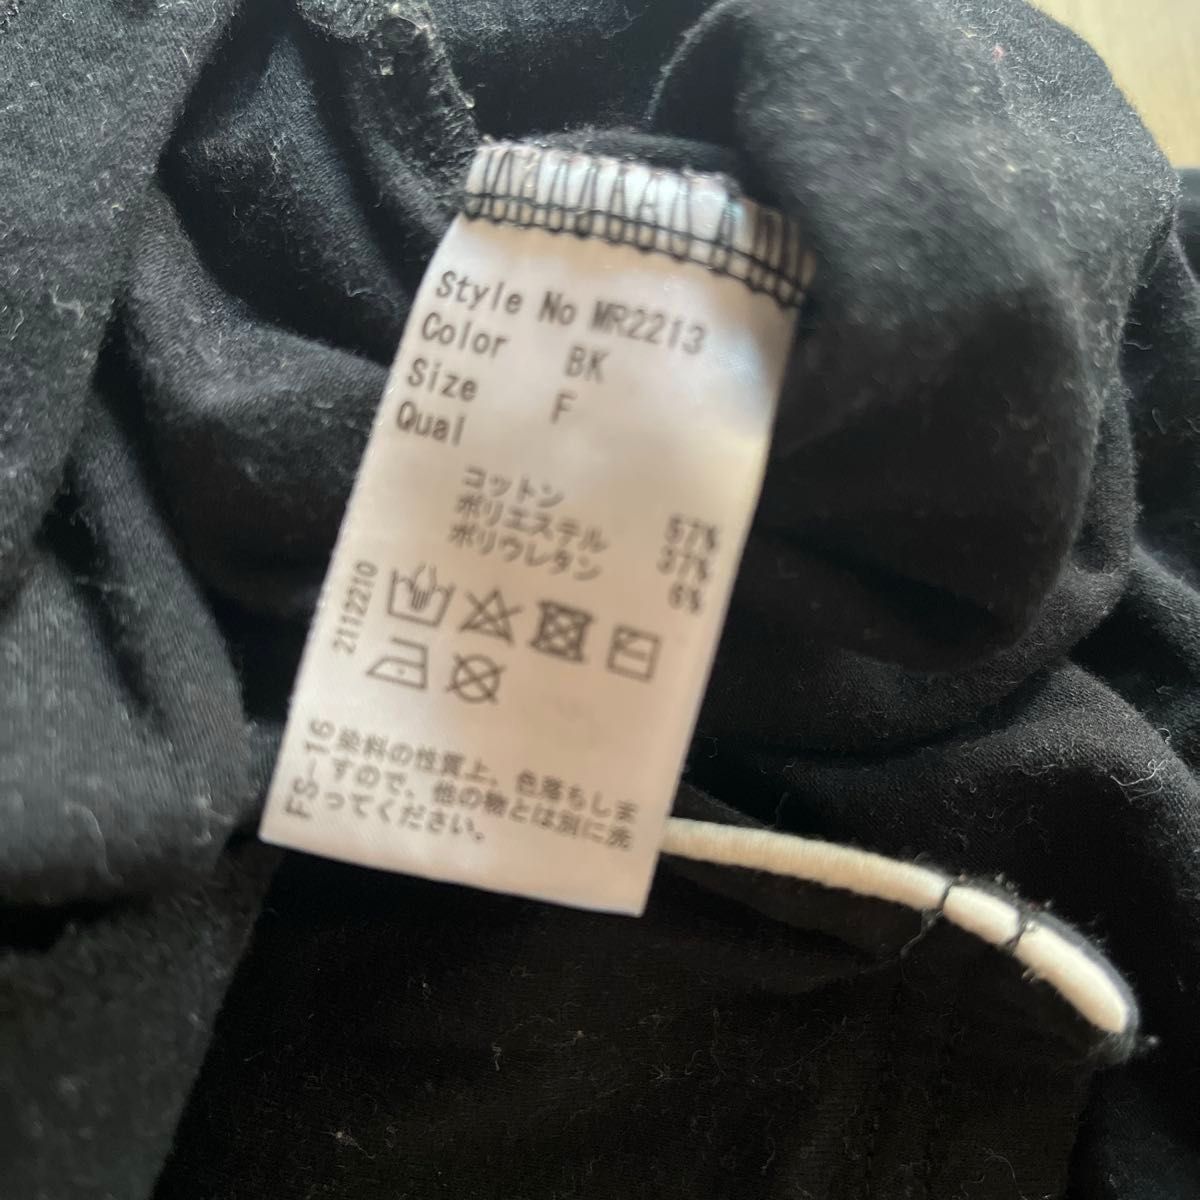 Style No MR2213
Color BK
Size F
Qual
コットン 57%
ポリエステル 37%
ポリウレタン 6%
2112210
染料の性質上、色落ちしま
すので、他の物とは別に洗
ってください。
FS-16